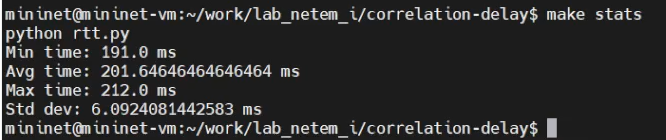 mininet@mininet-vm:~/work/lab_netem_i/correlation-delay$ make stats
python rtt.py
Min time: 191.0 ms
Avg time: 201.64646464646464 ms
Max time: 212.0 ms
Std dev: 6.0924081442583 ms
mininet@mininet-vm:~/work/lab_netem_i/correlation-delay$